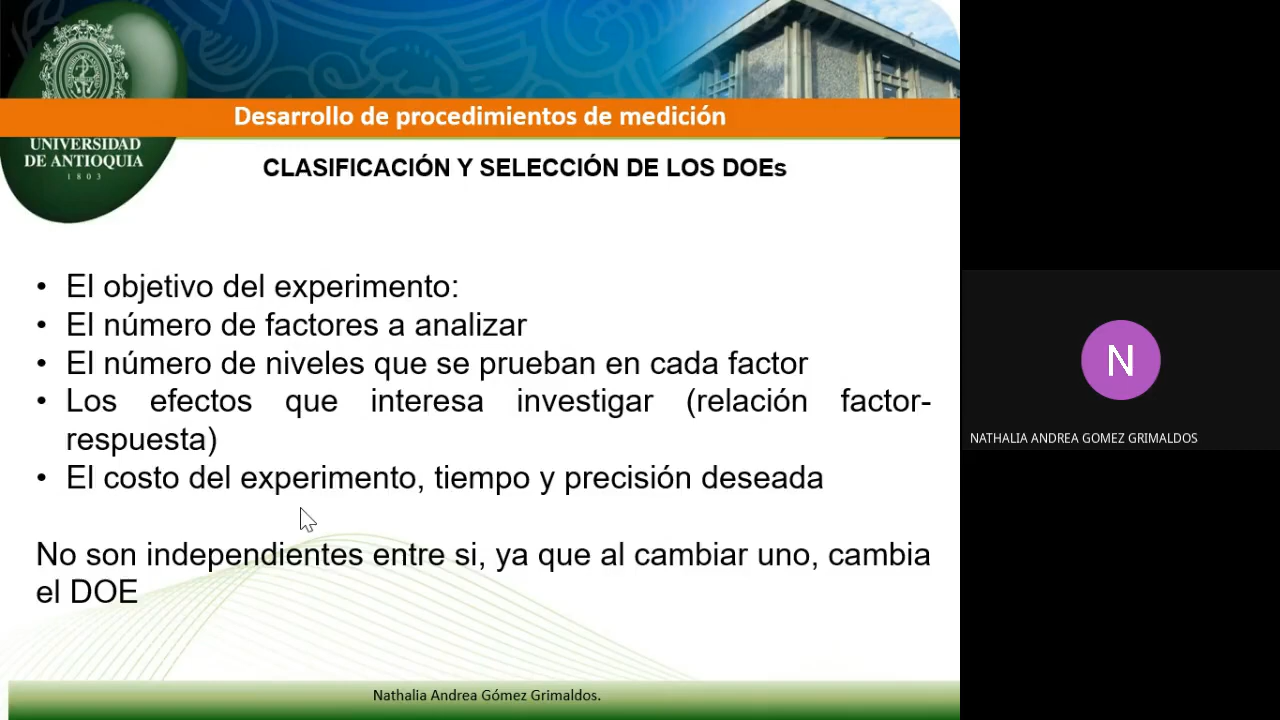 UNIVERSIDAD
DE ANTIOQUIA
1803
Desarrollo de procedimientos de medición
CLASIFICACIÓN Y SELECCIÓN DE LOS DOEs
• El objetivo del experimento:
• El número de factores a analizar
• El número de niveles que se prueban en cada factor
• Los efectos que interesa investigar (relación factor-
respuesta)
• El costo del experimento, tiempo y precisión deseada
No son independientes entre si, ya que al cambiar uno, cambia
el DOE
Nathalia Andrea Gómez Grimaldos.
N
NATHALIA ANDREA GOMEZ GRIMALDOS